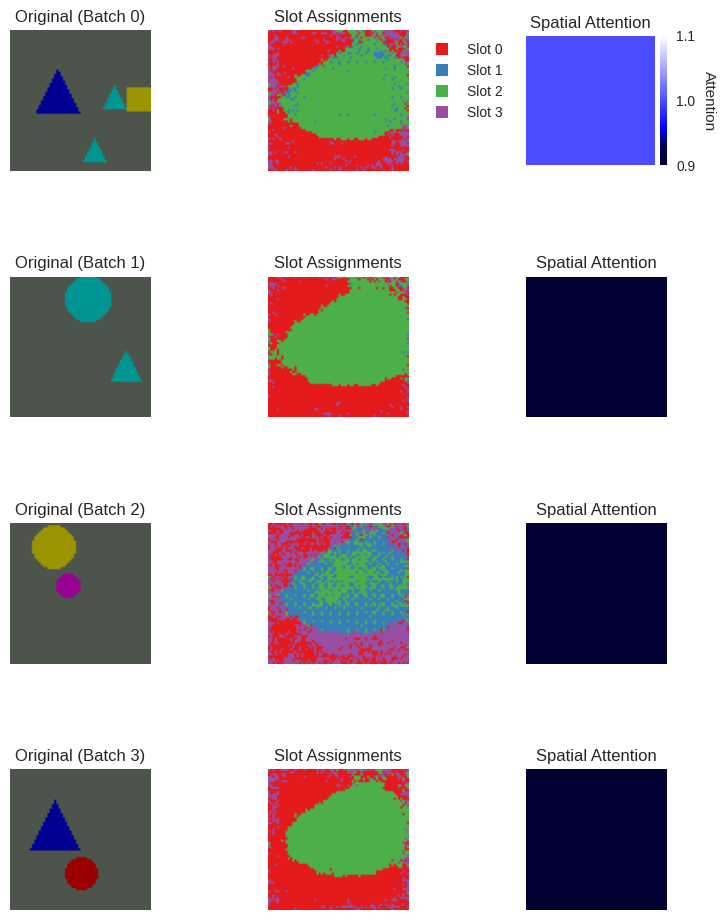 Original (Batch 0)
Slot Assignments
Slot 0
Slot 1
Slot 2
Slot 3
Spatial Attention
1.1
1.0
0.9
Attention
Original (Batch 1)
Slot Assignments
Spatial Attention
Original (Batch 2)
Slot Assignments
Spatial Attention
Original (Batch 3)
Slot Assignments
Spatial Attention